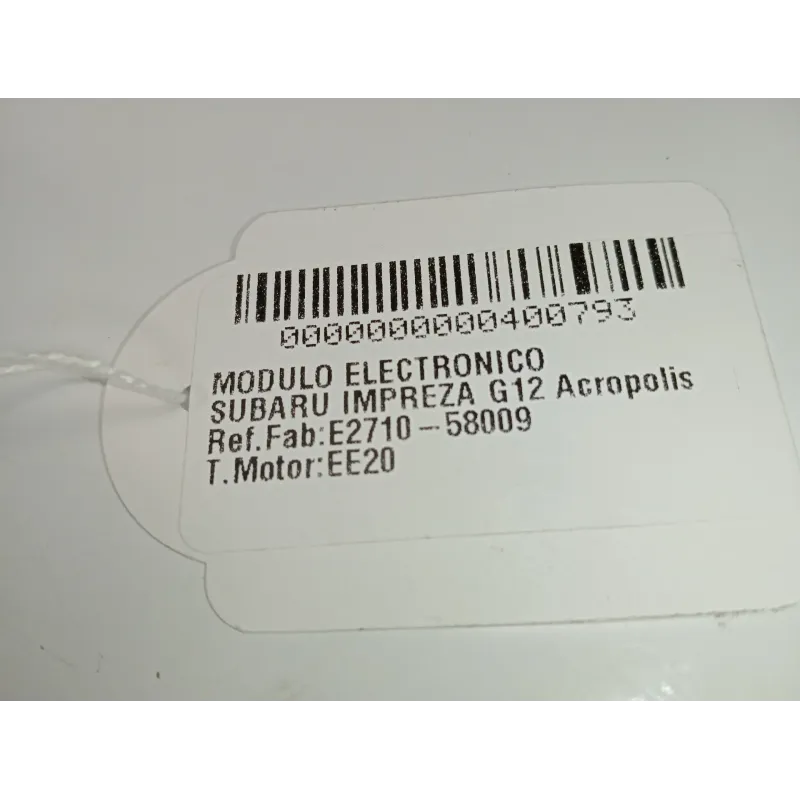 0000000000400793
MODULO ELECTRONICO
SUBARU IMPREZA G12 Acropolis
Ref.Fab:E2710-58009
T.Motor:EE20